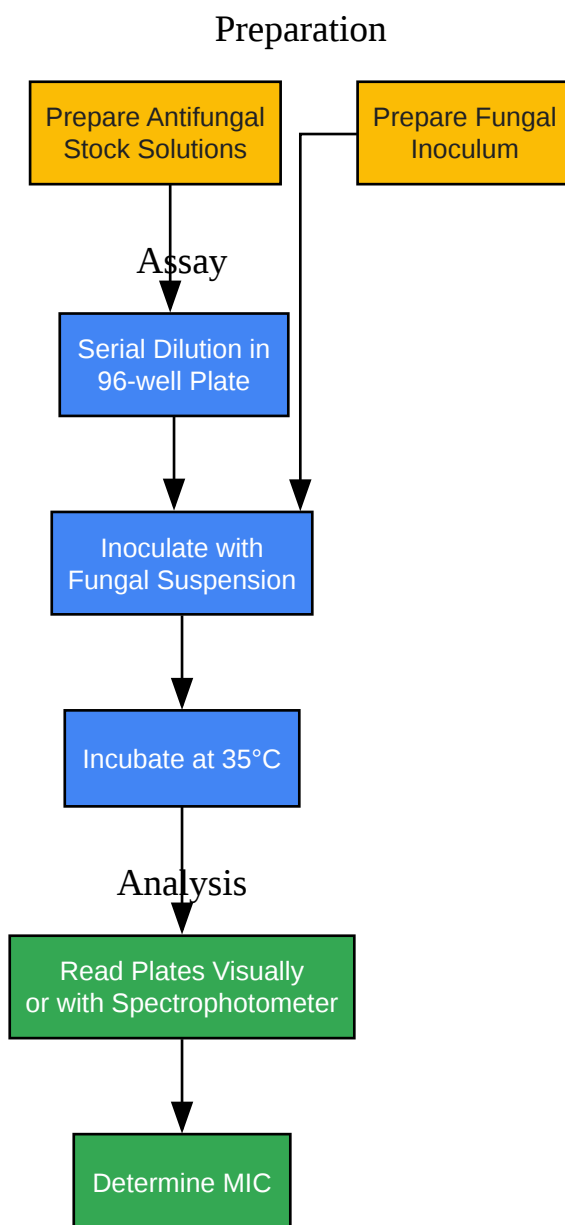 Preparation
Prepare Antifungal
Stock Solutions
Prepare Fungal
Inoculum
Assay
Serial Dilution in
96-well Plate
Inoculate with
Fungal Suspension
Incubate at 35°C
Analysis
Read Plates Visually
or with Spectrophotometer
Determine MIC